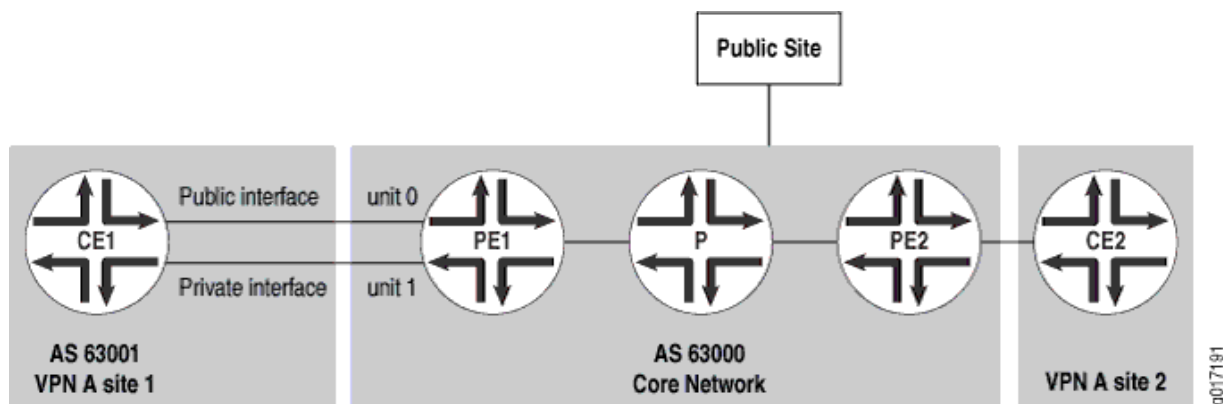 Public Site
Public interface
unit 0
CE1
PE1
P
PE2
CE2
Private interface
unit 1
AS 63001
VPN A site 1
AS 63000
Core Network
VPN A site 2
g017191